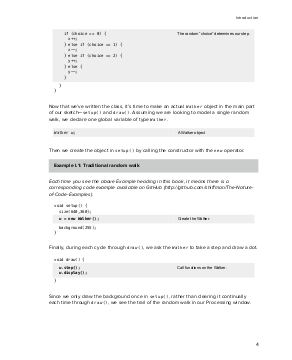 Introduction
if (choice == 0) {
The random "choice" determines our step.
x++;
} else if (choice == 1) {
x--;
} else if (choice == 2) {
y++;
} else {
y--;
}
}
}
Now that we've written the class, it's time to make an actual Walker object in the main part
of our sketch—setup() and draw(). Assuming we are looking to model a single random
walk, we declare one global variable of type Walker.
Walker w;
A Walker object
Then we create the object in setup() by calling the constructor with the new operator.
Example I.1: Traditional random walk
Each time you see the above Example heading in this book, it means there is a
corresponding code example available on GitHub (http://github.com/shiffman/The-Nature-
of-Code-Examples).
void setup() {
size(640,360);
w = new Walker();
Create the Walker.
background(255);
}
Finally, during each cycle through draw(), we ask the Walker to take a step and draw a dot.
void draw() {
w.step();
Call functions on the Walker.
w.display();
}
Since we only draw the background once in setup(), rather than clearing it continually
each time through draw(), we see the trail of the random walk in our Processing window.
4